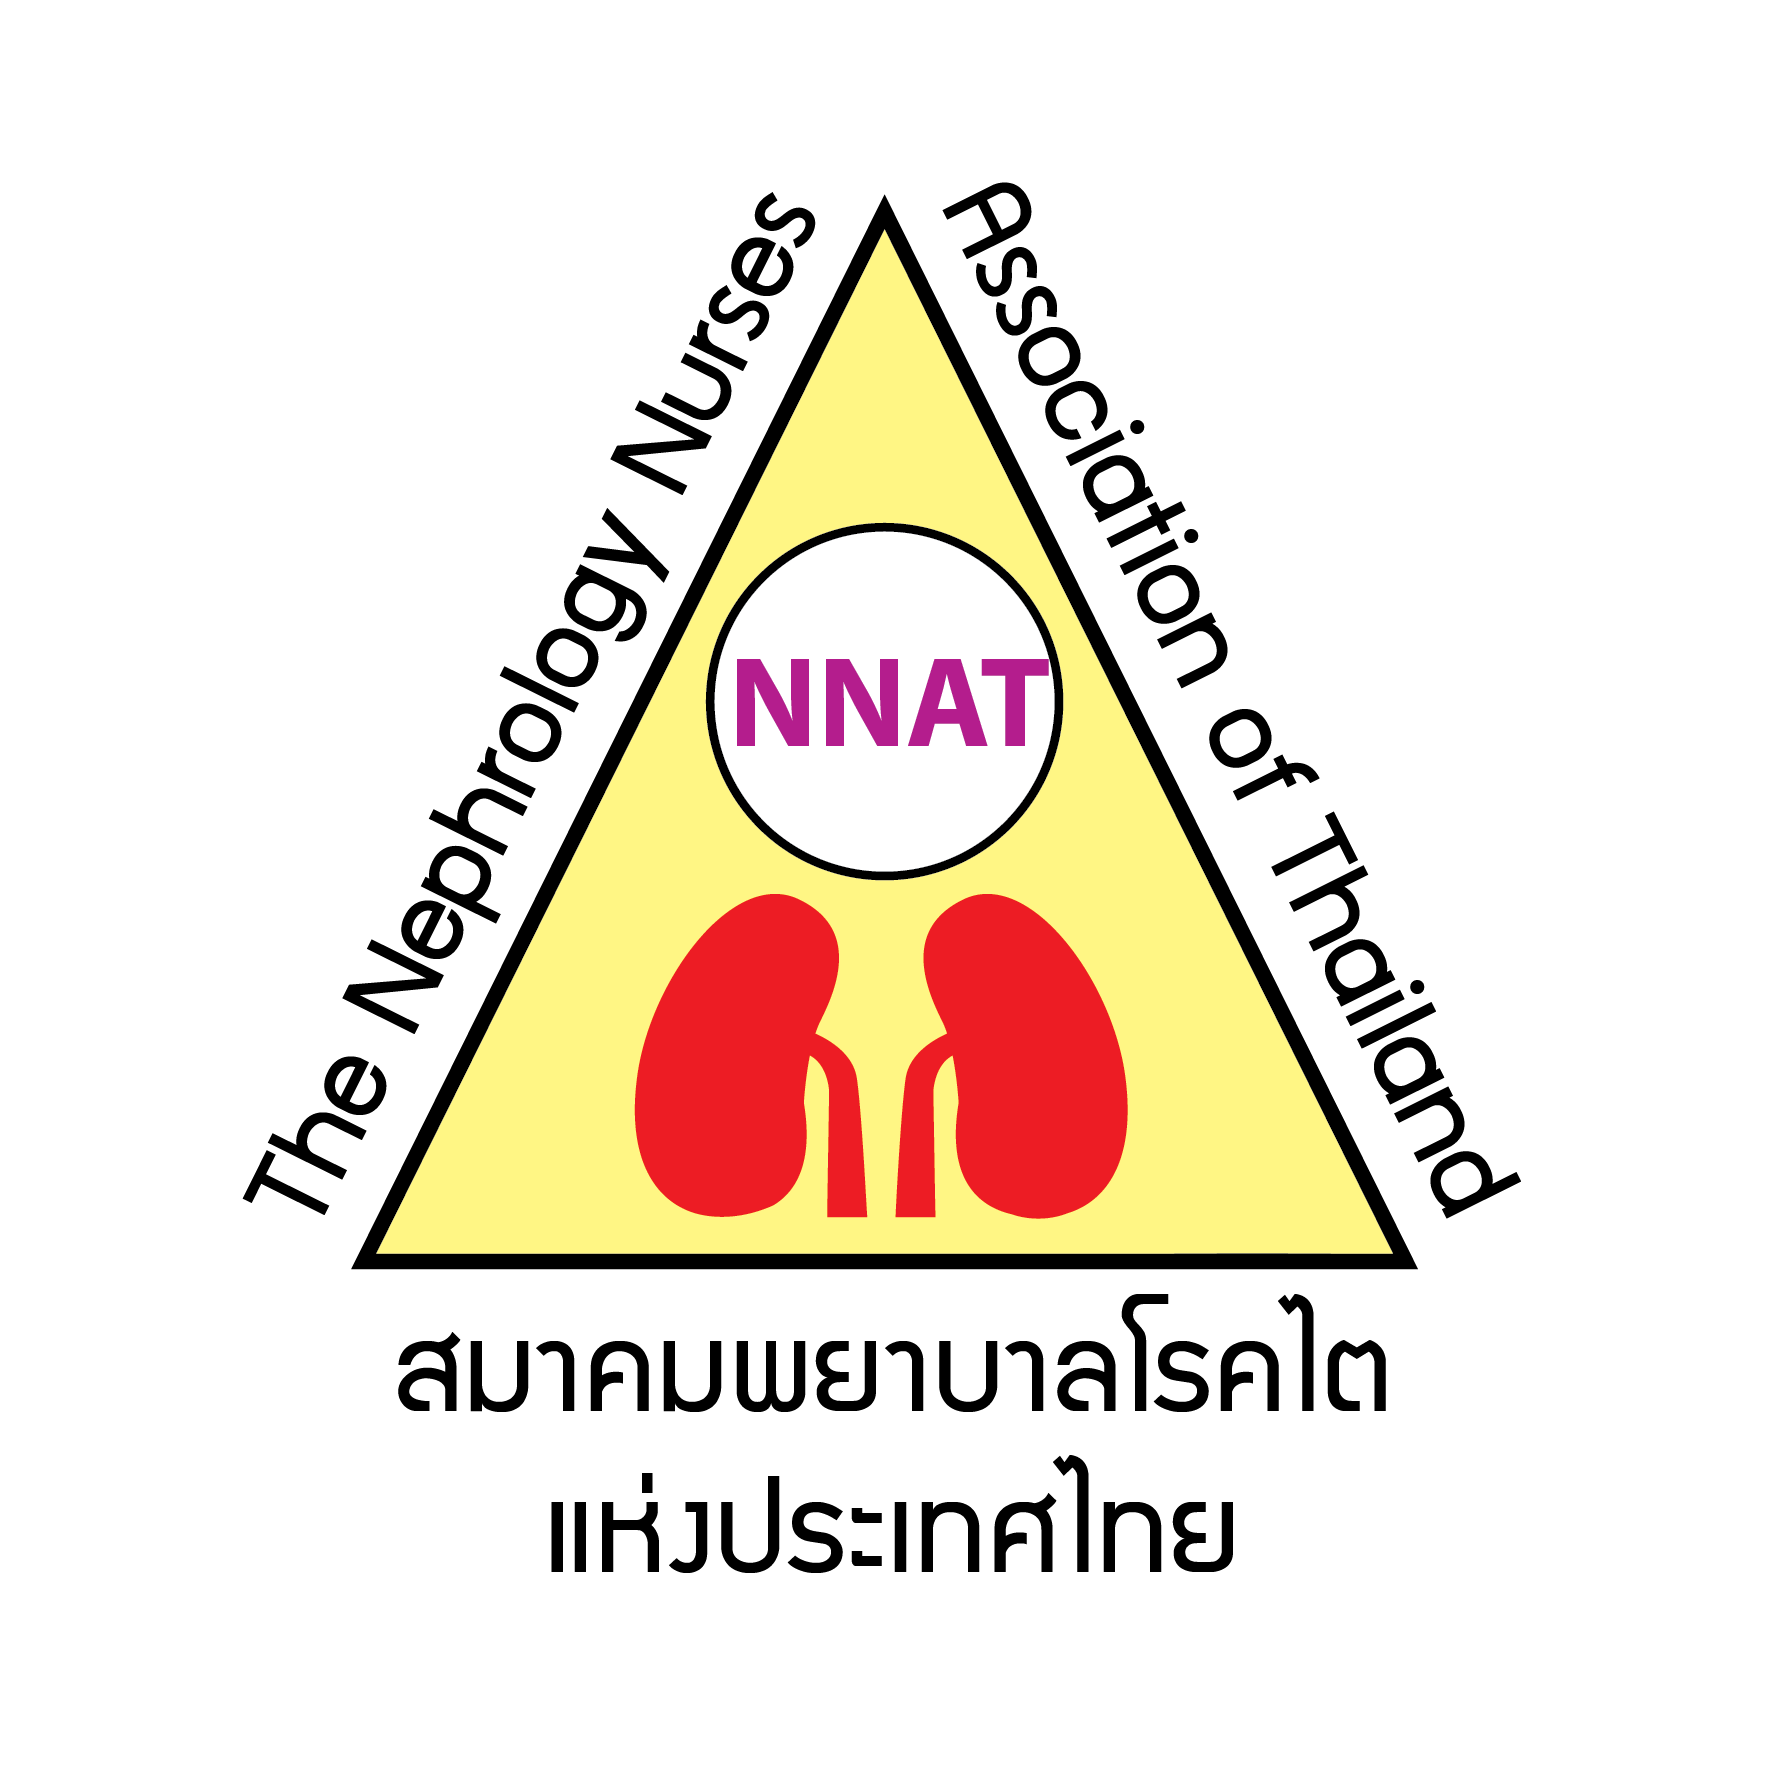 The Nephrology Nurses
Association of Thailand
NNAT
สมาคมพยาบาลโรคไต
แห่งประเทศไทย